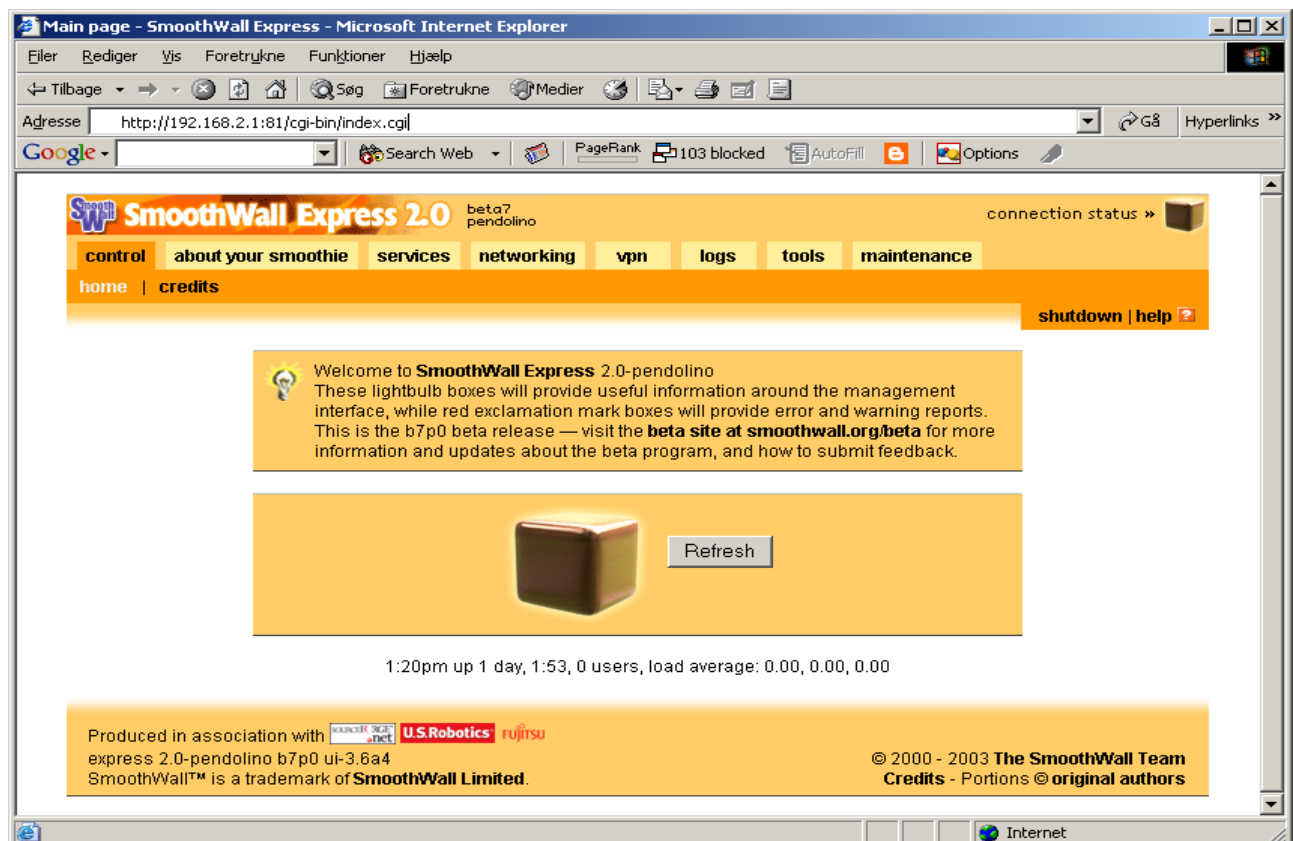 Main page - SmoothWall Express - Microsoft Internet Explorer
Filer Rediger Vis Foretrukne Funktioner Hjælp
Tilbage Søg Foretrukne Medier
Adresse http://192.168.2.1:81/cgi-bin/index.cgi Gå Hyperlinks »
Google Search Web PageRank 103 blocked AutoFill Options
Smooth Wall SmoothWall Express 2.0 beta7 pendolino connection status »
control about your smoothie services networking vpn logs tools maintenance
home | credits
shutdown | help ?
Welcome to SmoothWall Express 2.0-pendolino
These lightbulb boxes will provide useful information around the management
interface, while red exclamation mark boxes will provide error and warning reports.
This is the b7p0 beta release — visit the beta site at smoothwall.org/beta for more
information and updates about the beta program, and how to submit feedback.
Refresh
1:20pm up 1 day, 1:53, 0 users, load average: 0.00, 0.00, 0.00
Produced in association with .net U.S.Robotics FUJITSU
express 2.0-pendolino b7p0 ui-3.6a4
SmoothWall™ is a trademark of SmoothWall Limited.
© 2000 - 2003 The SmoothWall Team
Credits - Portions © original authors
Internet